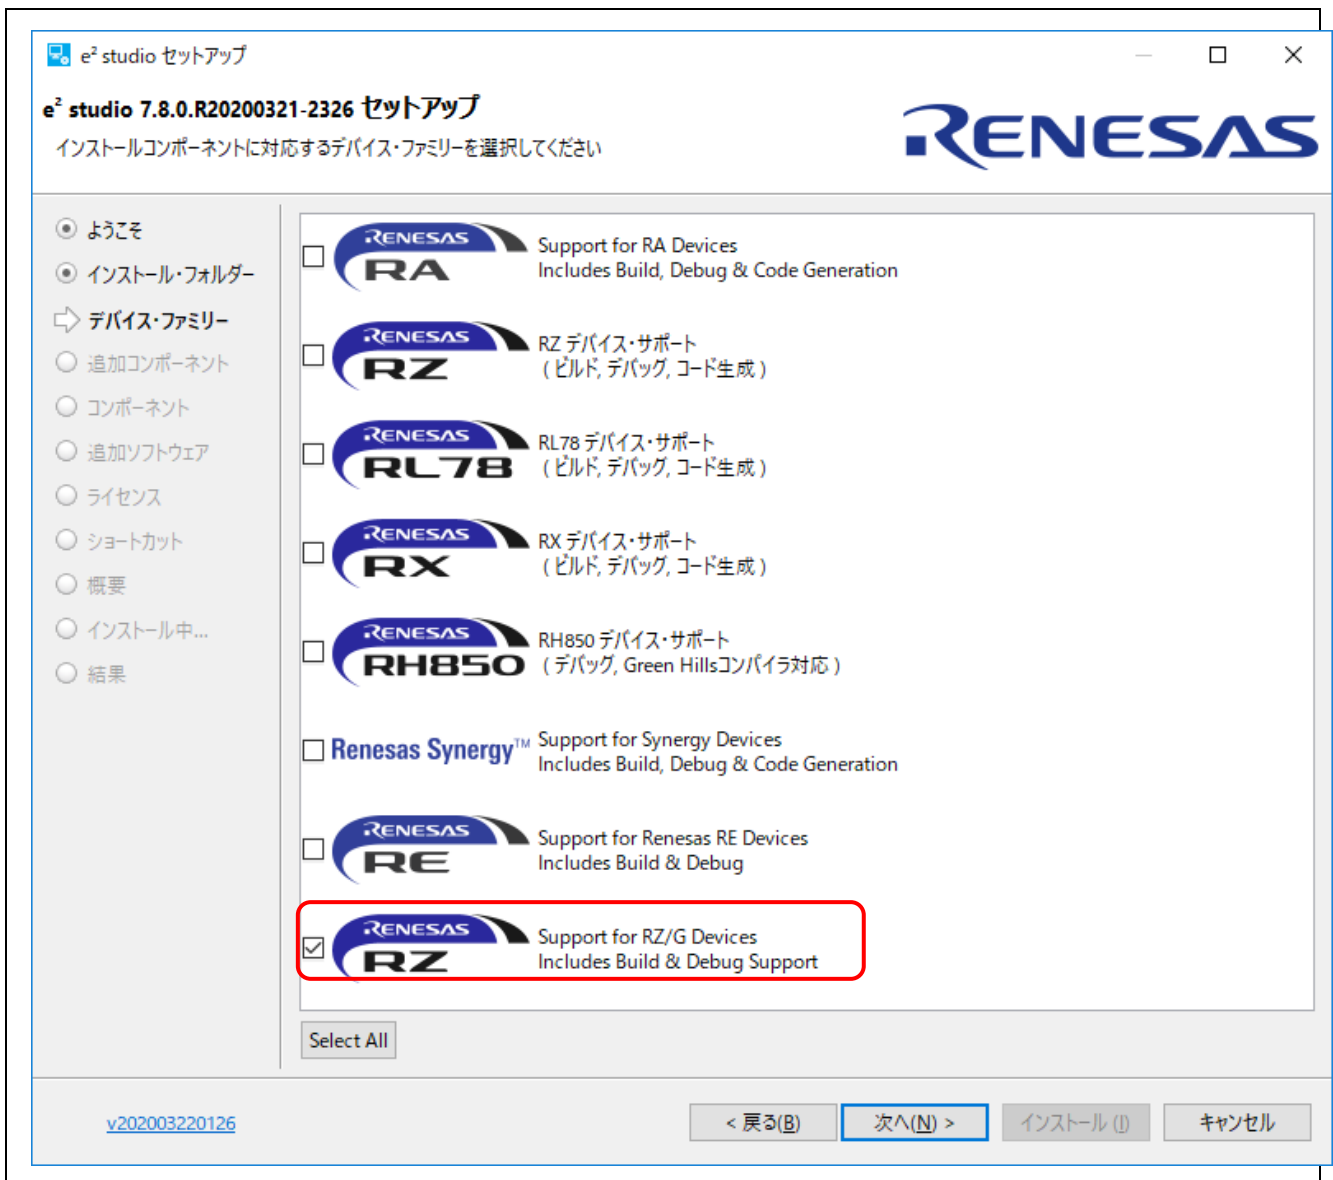 e² studio セットアップ
e² studio 7.8.0.R20200321-2326 セットアップ
インストールコンポーネントに対応するデバイス・ファミリーを選択してください
RENESAS
ようこそ
インストール・フォルダー
デバイス・ファミリー
追加コンポーネント
コンポーネント
追加ソフトウェア
ライセンス
ショートカット
概要
インストール中...
結果
RENESAS
RA
Support for RA Devices
Includes Build, Debug & Code Generation
RENESAS
RZ
RZ デバイス・サポート
( ビルド, デバッグ, コード生成 )
RENESAS
RL78
RL78 デバイス・サポート
( ビルド, デバッグ, コード生成 )
RENESAS
RX
RX デバイス・サポート
( ビルド, デバッグ, コード生成 )
RENESAS
RH850
RH850 デバイス・サポート
( デバッグ, Green Hillsコンパイラ対応 )
Renesas Synergy™
Support for Synergy Devices
Includes Build, Debug & Code Generation
RENESAS
RE
Support for Renesas RE Devices
Includes Build & Debug
RENESAS
RZ
Support for RZ/G Devices
Includes Build & Debug Support
Select All
v202003220126
< 戻る(B)
次へ(N) >
インストール (I)
キャンセル